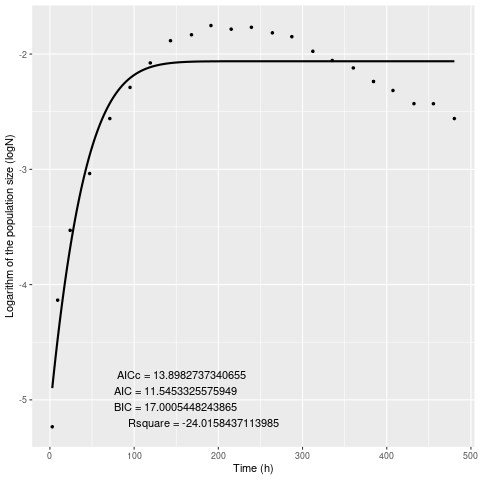 Logarithm of the population size (logN)
-2
-3
-4
-5
AICc = 13.8982737340655
AIC = 11.5453325575949
BIC = 17.0005448243865
Rsquare = -24.0158437113985
0 100 200 300 400 500
Time (h)